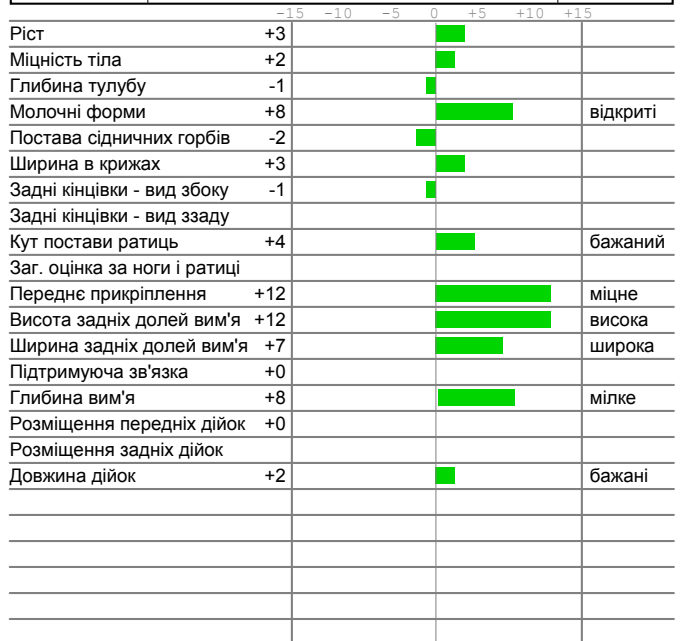 -15 -10 -5 0 +5 +10 +15
Ріст +3
Міцність тіла +2
Глибина тулубу -1
Молочні форми +8 відкриті
Постава сідничних горбів -2
Ширина в крижах +3
Задні кінцівки - вид збоку -1
Задні кінцівки - вид ззаду
Кут постави ратиць +4 бажаний
Заг. оцінка за ноги і ратиці
Переднє прикріплення +12 міцне
Висота задніх долей вим'я +12 висока
Ширина задніх долей вим'я +7 широка
Підтримуюча зв'язка +0
Глибина вим'я +8 мілке
Розміщення передніх дійок +0
Розміщення задніх дійок
Довжина дійок +2 бажані